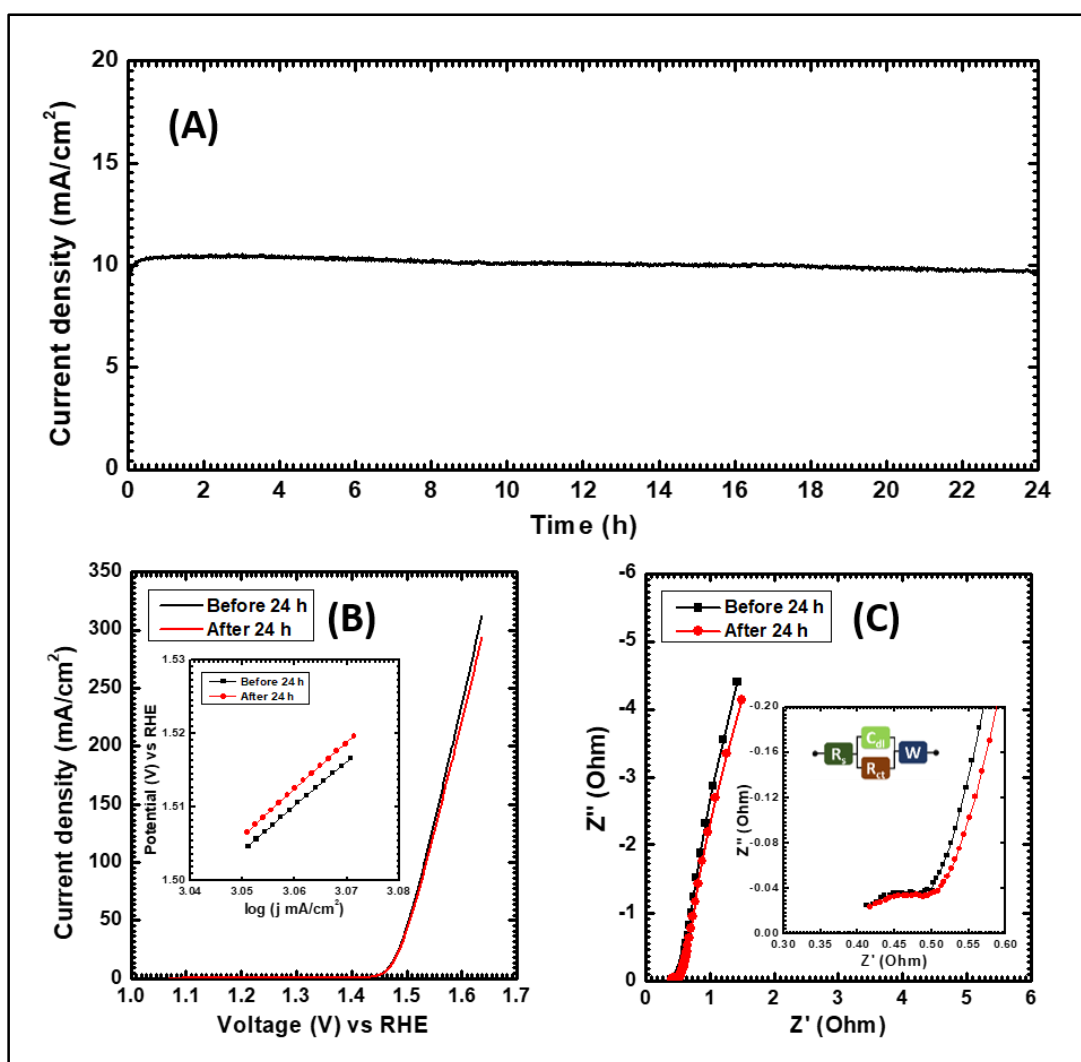 (A)
Current density (mA/cm²)
20
15
10
5
0
0 2 4 6 8 10 12 14 16 18 20 22 24
Time (h)
(B)
Before 24 h
After 24 h
Current density (mA/cm²)
350
300
250
200
150
100
50
0
1.0 1.1 1.2 1.3 1.4 1.5 1.6 1.7
Voltage (V) vs RHE
Before 24 h
After 24 h
Potential (V) vs RHE
1.53
1.52
1.51
1.50
3.04 3.05 3.06 3.07 3.08
log (j mA/cm²)
(C)
Before 24 h
After 24 h
Z'' (Ohm)
-6
-5
-4
-3
-2
-1
0
0 1 2 3 4 5 6
Z' (Ohm)
Rs Cdl Rct W
Z'' (Ohm)
-0.20
-0.16
-0.12
-0.08
-0.04
0.00
0.30 0.35 0.40 0.45 0.50 0.55 0.60
Z' (Ohm)